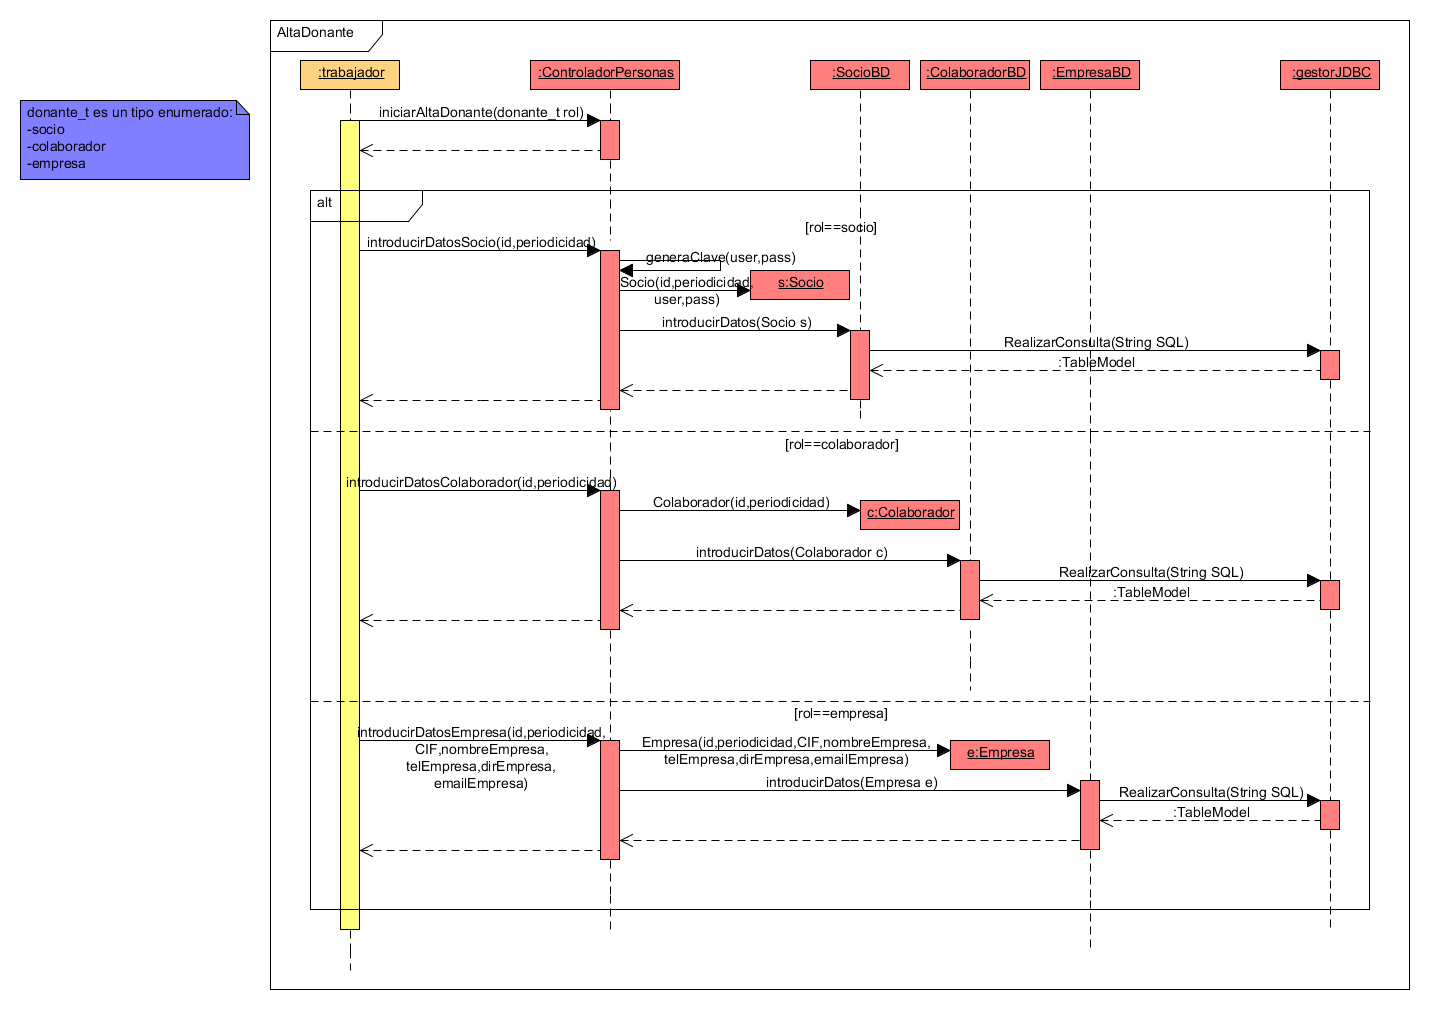 AltaDonante
:trabajador
:ControladorPersonas
:SocioBD
:ColaboradorBD
:EmpresaBD
:gestorJDBC
donante_t es un tipo enumerado:
-socio
-colaborador
-empresa
iniciarAltaDonante(donante_t rol)
alt
[rol==socio]
introducirDatosSocio(id,periodicidad)
generaClave(user,pass)
Socio(id,periodicidad,
user,pass)
s:Socio
introducirDatos(Socio s)
RealizarConsulta(String SQL)
:TableModel
[rol==colaborador]
introducirDatosColaborador(id,periodicidad)
Colaborador(id,periodicidad)
c:Colaborador
introducirDatos(Colaborador c)
RealizarConsulta(String SQL)
:TableModel
[rol==empresa]
introducirDatosEmpresa(id,periodicidad,
CIF,nombreEmpresa,
telEmpresa,dirEmpresa,
emailEmpresa)
Empresa(id,periodicidad,CIF,nombreEmpresa,
telEmpresa,dirEmpresa,emailEmpresa)
e:Empresa
introducirDatos(Empresa e)
RealizarConsulta(String SQL)
:TableModel